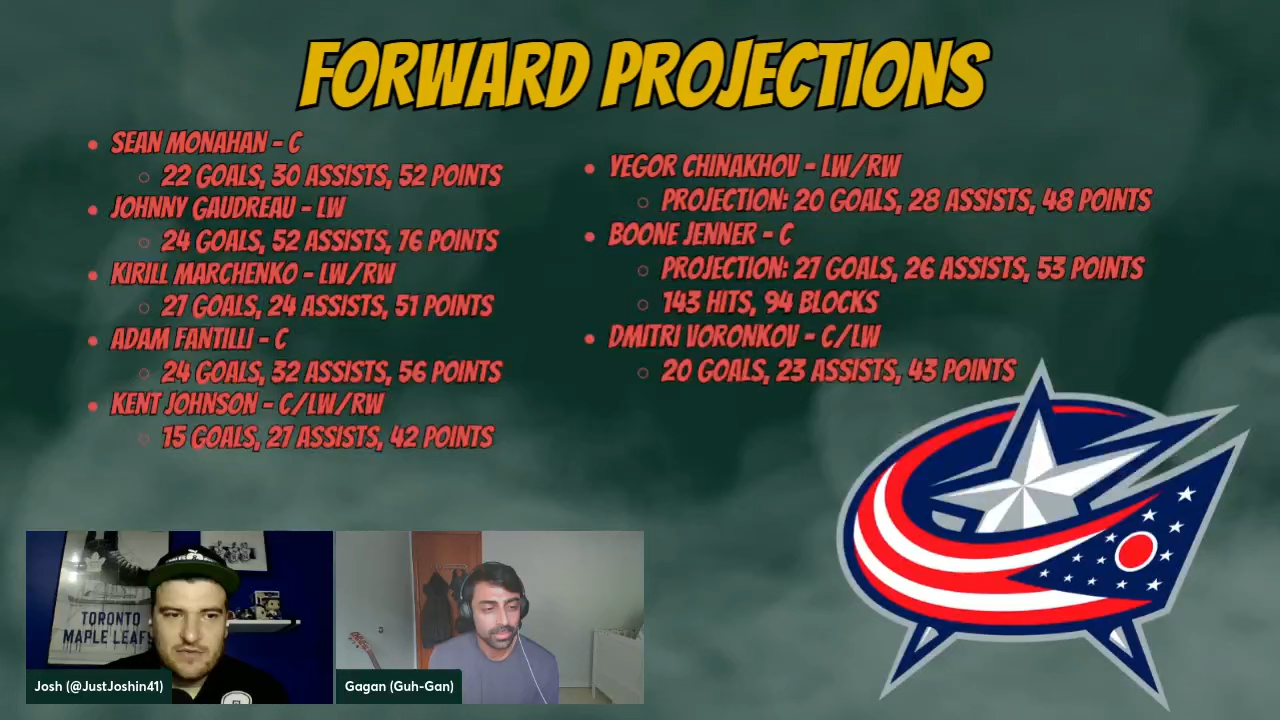 FORWARD PROJECTIONS
• SEAN MONAHAN - C
○ 22 GOALS, 30 ASSISTS, 52 POINTS
• JOHNNY GAUDREAU - LW
○ 24 GOALS, 52 ASSISTS, 76 POINTS
• KIRILL MARCHENKO - LW/RW
○ 27 GOALS, 24 ASSISTS, 51 POINTS
• ADAM FANTILLI - C
○ 24 GOALS, 32 ASSISTS, 56 POINTS
• KENT JOHNSON - C/LW/RW
○ 15 GOALS, 27 ASSISTS, 42 POINTS
• YEGOR CHINAKHOV - LW/RW
○ PROJECTION: 20 GOALS, 28 ASSISTS, 48 POINTS
• BOONE JENNER - C
○ PROJECTION: 27 GOALS, 26 ASSISTS, 53 POINTS
○ 143 HITS, 94 BLOCKS
• DMITRI VORONKOV - C/LW
○ 20 GOALS, 23 ASSISTS, 43 POINTS
TORONTO
MAPLE LEAFS
Josh (@JustJoshin41)
Gagan (Guh-Gan)